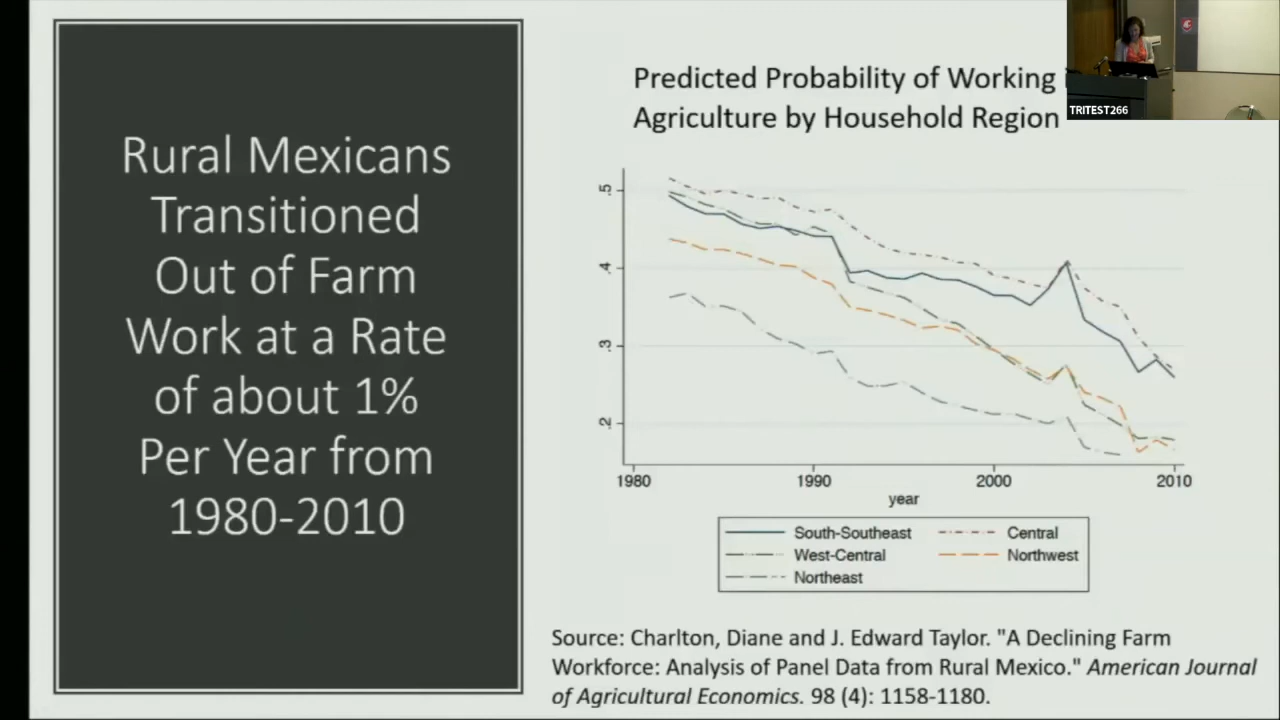 Rural Mexicans
Transitioned
Out of Farm
Work at a Rate
of about 1%
Per Year from
1980-2010
Predicted Probability of Working
Agriculture by Household Region
TRITEST266
.5
.4
.3
.2
1980
1990
2000
2010
year
South-Southeast
Central
West-Central
Northwest
Northeast
Source: Charlton, Diane and J. Edward Taylor. "A Declining Farm
Workforce: Analysis of Panel Data from Rural Mexico." American Journal
of Agricultural Economics. 98 (4): 1158-1180.